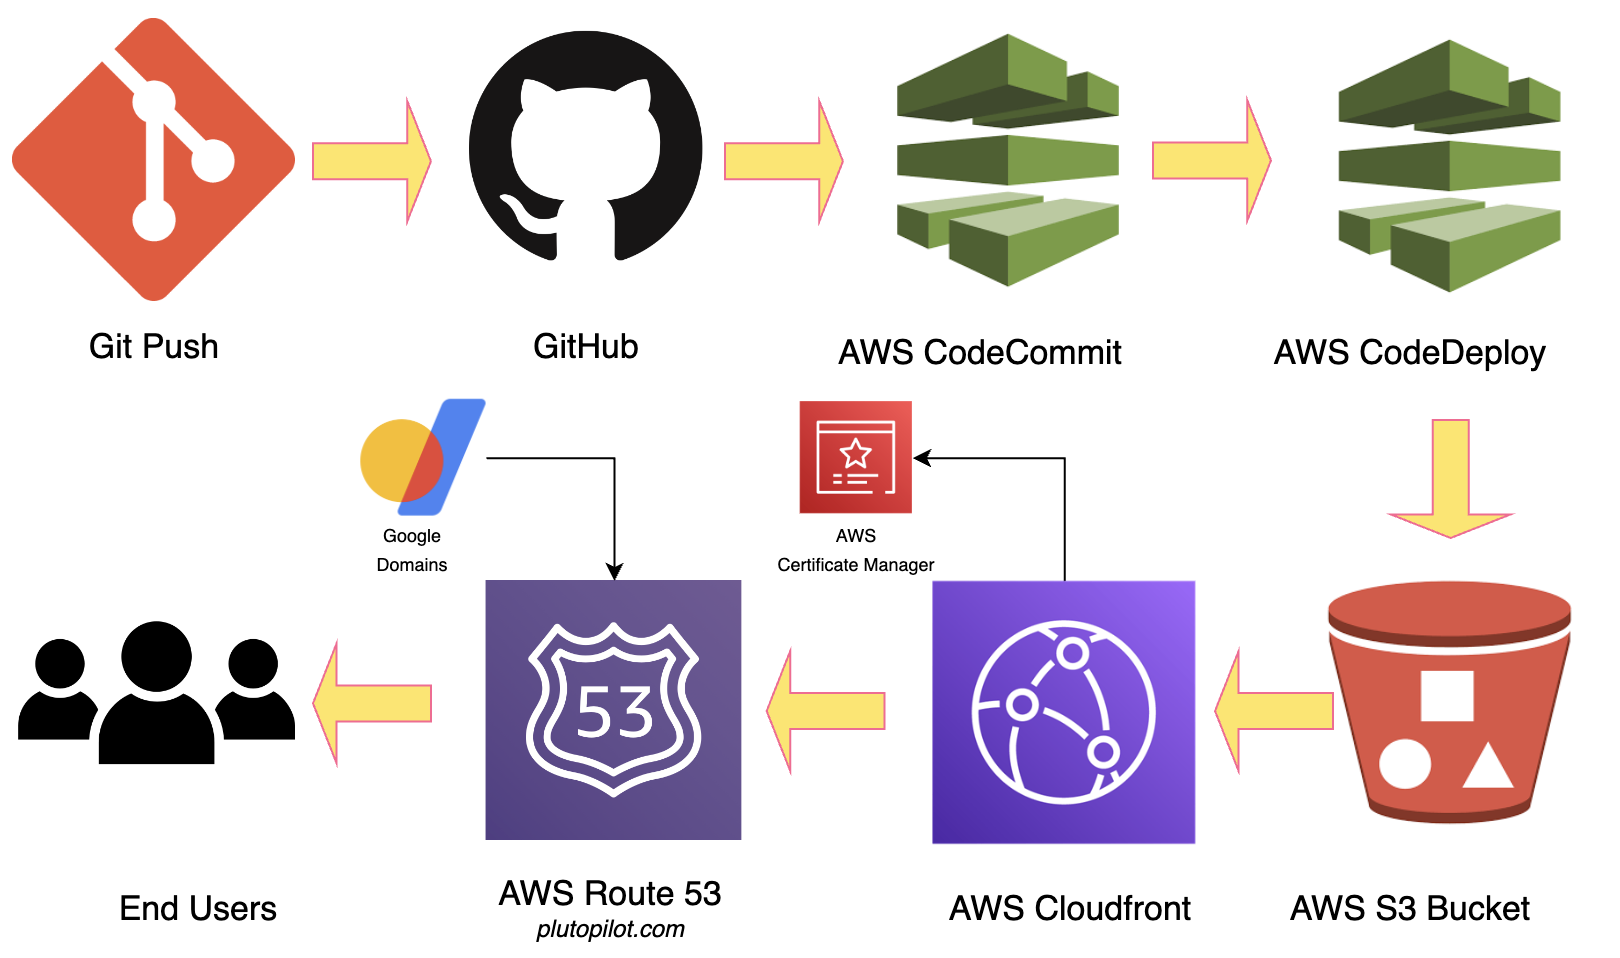 Git Push
GitHub
AWS CodeCommit
AWS CodeDeploy
Google
Domains
AWS
Certificate Manager
53
End Users
AWS Route 53
plutopilot.com
AWS Cloudfront
AWS S3 Bucket